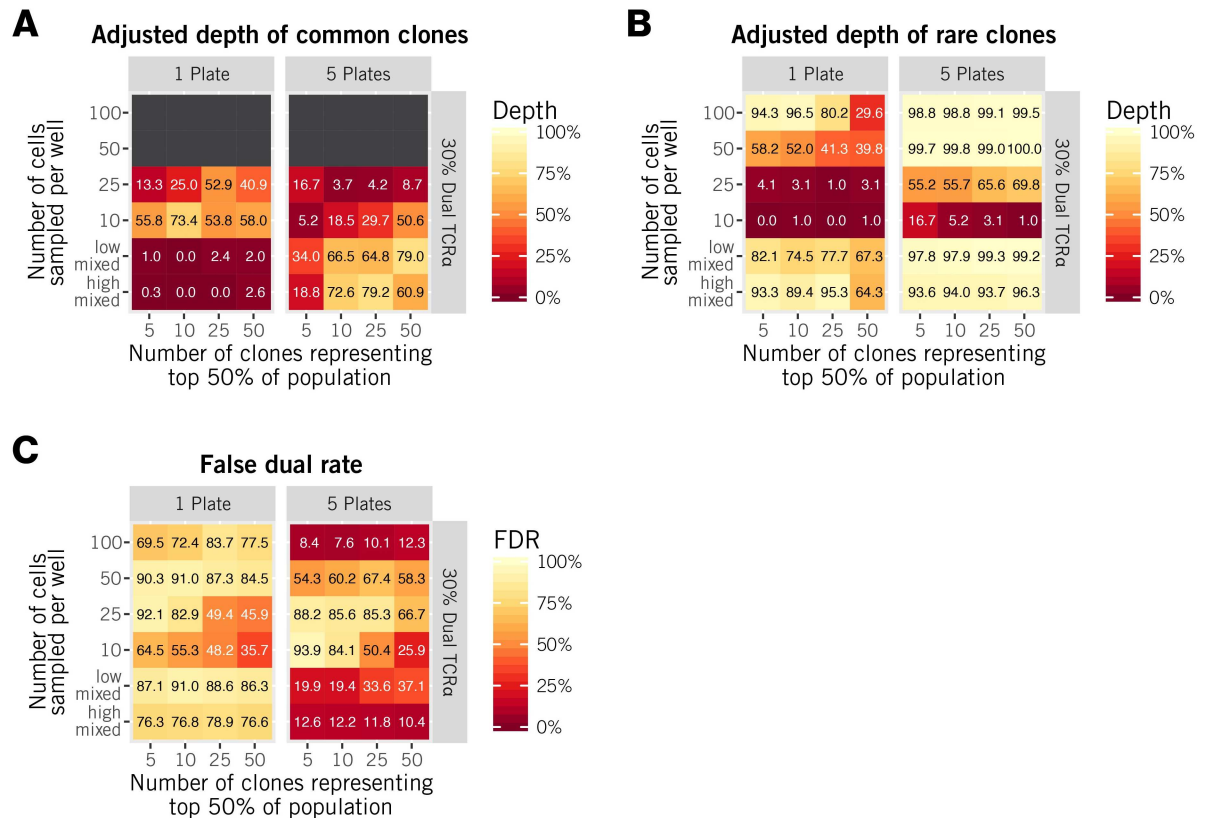 A
Adjusted depth of common clones
1 Plate
5 Plates
Number of cells
sampled per well
100
50
25
10
low
mixed
high
mixed
13.3 25.0 52.9 40.9
16.7 3.7 4.2 8.7
55.8 73.4 53.8 58.0
5.2 18.5 29.7 50.6
1.0 0.0 2.4 2.0
34.0 66.5 64.8 79.0
0.3 0.0 0.0 2.6
18.8 72.6 79.2 60.9
5 10 25 50
5 10 25 50
Number of clones representing
top 50% of population
30% Dual TCRα
Depth
100%
75%
50%
25%
0%
B
Adjusted depth of rare clones
1 Plate
5 Plates
Number of cells
sampled per well
100
50
25
10
low
mixed
high
mixed
94.3 96.5 80.2 29.6
98.8 98.8 99.1 99.5
58.2 52.0 41.3 39.8
99.7 99.8 99.0 100.0
4.1 3.1 1.0 3.1
55.2 55.7 65.6 69.8
0.0 1.0 0.0 1.0
16.7 5.2 3.1 1.0
82.1 74.5 77.7 67.3
97.8 97.9 99.3 99.2
93.3 89.4 95.3 64.3
93.6 94.0 93.7 96.3
5 10 25 50
5 10 25 50
Number of clones representing
top 50% of population
30% Dual TCRα
Depth
100%
75%
50%
25%
0%
C
False dual rate
1 Plate
5 Plates
Number of cells
sampled per well
100
50
25
10
low
mixed
high
mixed
69.5 72.4 83.7 77.5
8.4 7.6 10.1 12.3
90.3 91.0 87.3 84.5
54.3 60.2 67.4 58.3
92.1 82.9 49.4 45.9
88.2 85.6 85.3 66.7
64.5 55.3 48.2 35.7
93.9 84.1 50.4 25.9
87.1 91.0 88.6 86.3
19.9 19.4 33.6 37.1
76.3 76.8 78.9 76.6
12.6 12.2 11.8 10.4
5 10 25 50
5 10 25 50
Number of clones representing
top 50% of population
30% Dual TCRα
FDR
100%
75%
50%
25%
0%